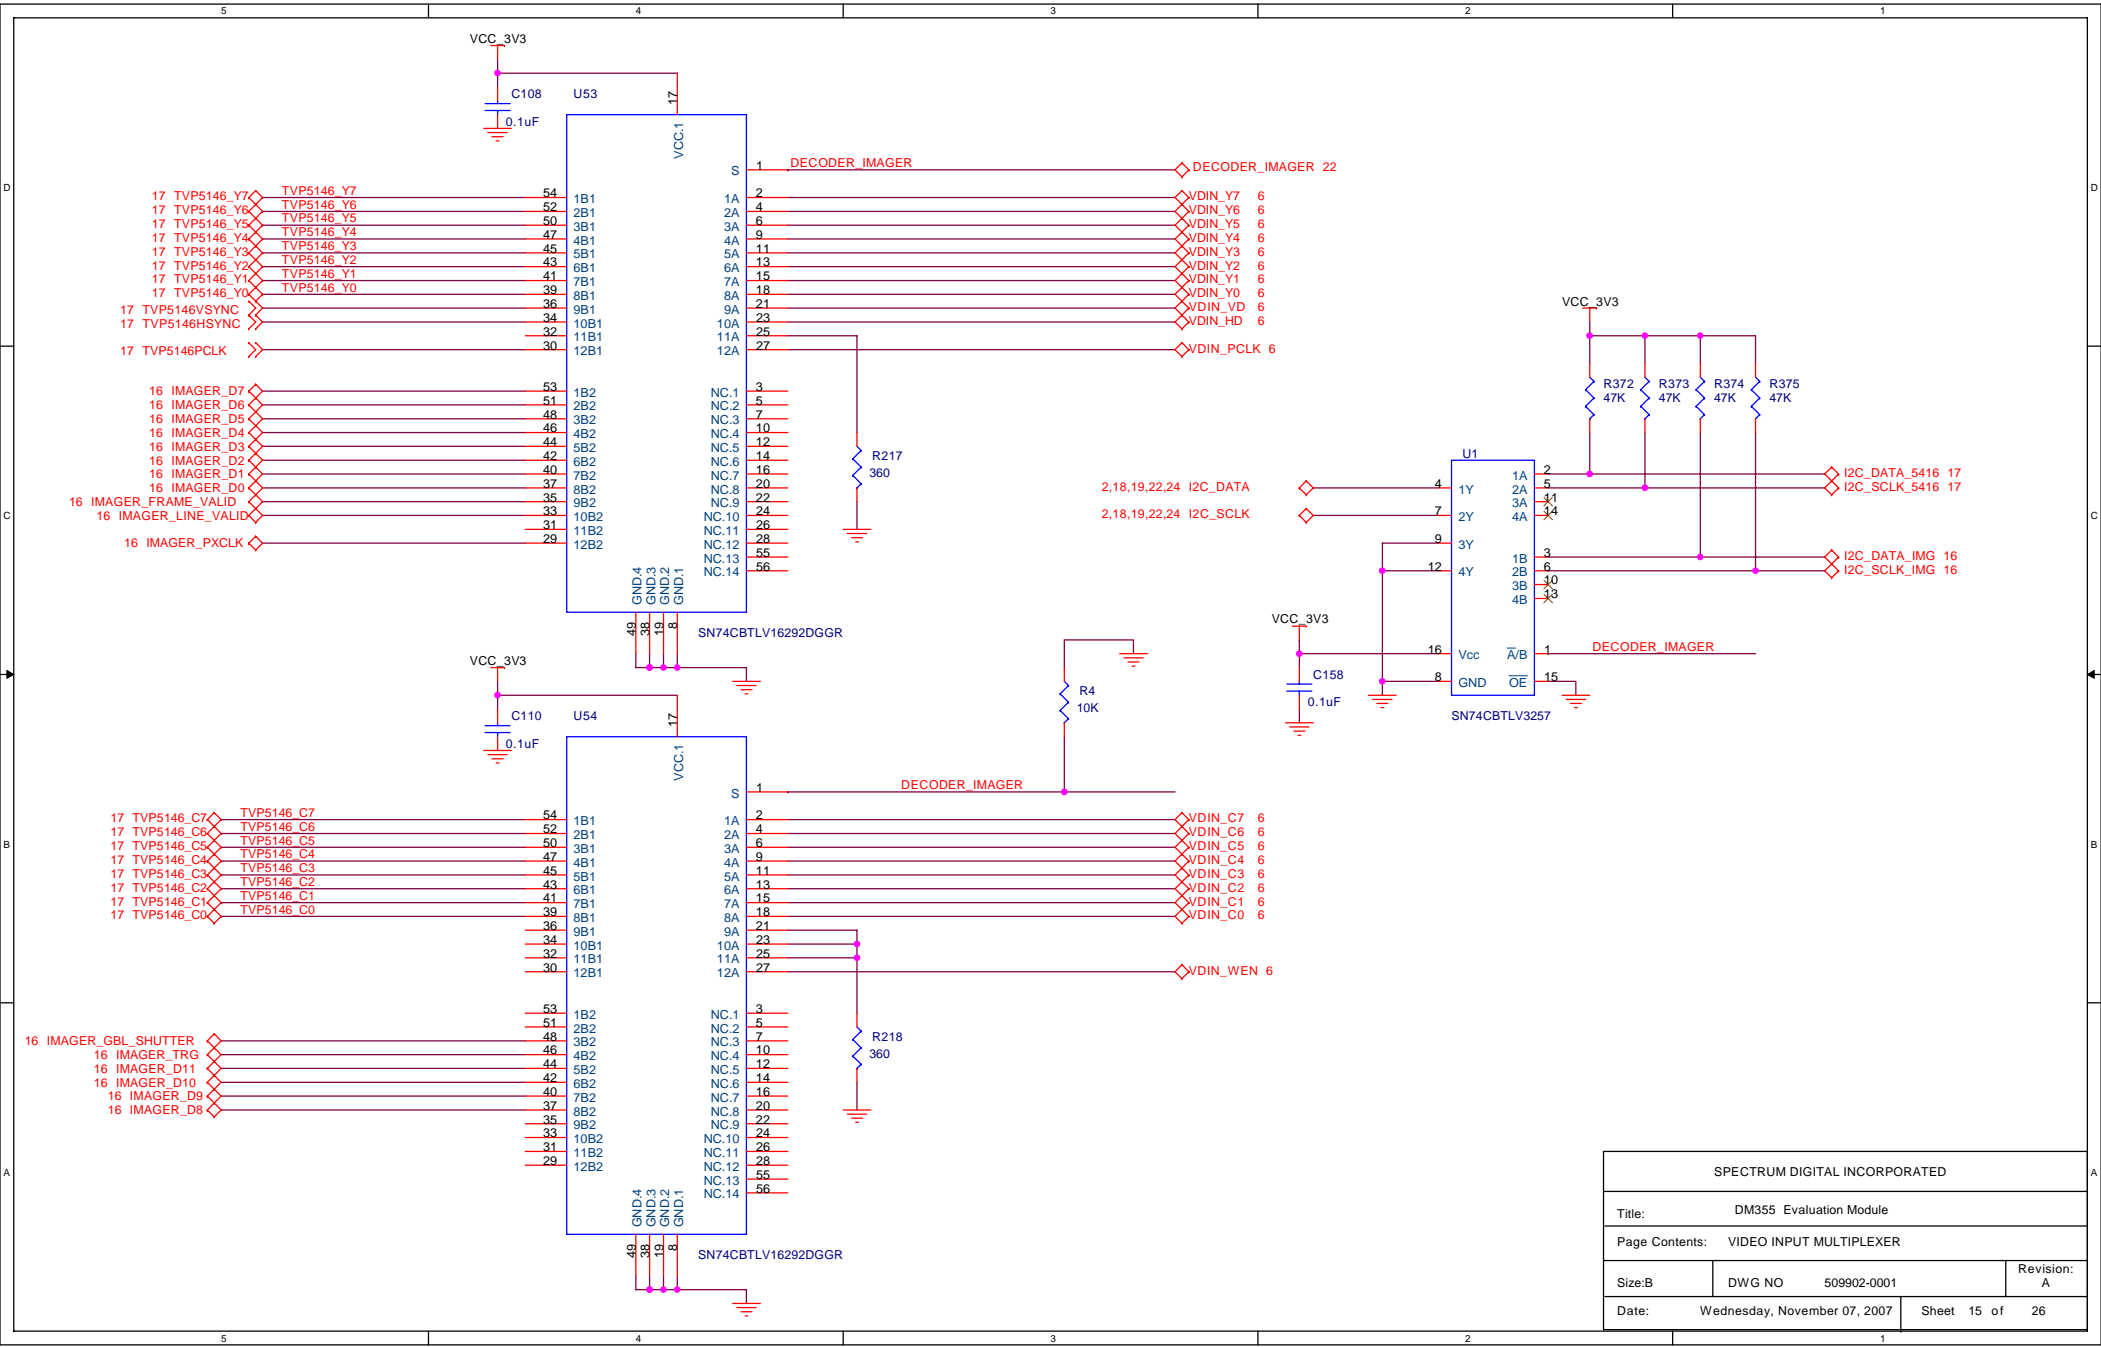 5 4 3 2 1
D
C
B
A
VCC_3V3
C108
0.1uF
U53
17
VCC.1
S 1 DECODER_IMAGER DECODER_IMAGER 22
17 TVP5146_Y7 TVP5146_Y7 54 1B1 1A 2 VDIN_Y7 6
17 TVP5146_Y6 TVP5146_Y6 52 2B1 2A 4 VDIN_Y6 6
17 TVP5146_Y5 TVP5146_Y5 50 3B1 3A 6 VDIN_Y5 6
17 TVP5146_Y4 TVP5146_Y4 47 4B1 4A 9 VDIN_Y4 6
17 TVP5146_Y3 TVP5146_Y3 45 5B1 5A 11 VDIN_Y3 6
17 TVP5146_Y2 TVP5146_Y2 43 6B1 6A 13 VDIN_Y2 6
17 TVP5146_Y1 TVP5146_Y1 41 7B1 7A 15 VDIN_Y1 6
17 TVP5146_Y0 TVP5146_Y0 39 8B1 8A 18 VDIN_Y0 6
17 TVP5146VSYNC 36 9B1 9A 21 VDIN_VD 6
17 TVP5146HSYNC 34 10B1 10A 23 VDIN_HD 6
32 11B1 11A 25
17 TVP5146PCLK 30 12B1 12A 27 VDIN_PCLK 6
16 IMAGER_D7 53 1B2 NC.1 3
16 IMAGER_D6 51 2B2 NC.2 5
16 IMAGER_D5 48 3B2 NC.3 7
16 IMAGER_D4 46 4B2 NC.4 10
16 IMAGER_D3 44 5B2 NC.5 12
16 IMAGER_D2 42 6B2 NC.6 14
16 IMAGER_D1 40 7B2 NC.7 16
16 IMAGER_D0 37 8B2 NC.8 20
16 IMAGER_FRAME_VALID 35 9B2 NC.9 22
16 IMAGER_LINE_VALID 33 10B2 NC.10 24
31 11B2 NC.11 26
16 IMAGER_PXCLK 29 12B2 NC.12 28
NC.13 55
NC.14 56
R217
360
GND.4 GND.3 GND.2 GND.1
49 38 19 8
SN74CBTLV16292DGGR
VCC_3V3
R372 R373 R374 R375
47K 47K 47K 47K
U1
1A 2 I2C_DATA_5416 17
2,18,19,22,24 I2C_DATA 4 1Y 2A 5 I2C_SCLK_5416 17
3A 11
2,18,19,22,24 I2C_SCLK 7 2Y 4A 14
9 3Y
1B 3 I2C_DATA_IMG 16
12 4Y 2B 6 I2C_SCLK_IMG 16
3B 10
4B 13
VCC_3V3
16 Vcc A/B 1 DECODER_IMAGER
8 GND OE 15
C158
0.1uF
SN74CBTLV3257
R4
10K
VCC_3V3
C110
0.1uF
U54
17
VCC.1
S 1 DECODER_IMAGER
17 TVP5146_C7 TVP5146_C7 54 1B1 1A 2 VDIN_C7 6
17 TVP5146_C6 TVP5146_C6 52 2B1 2A 4 VDIN_C6 6
17 TVP5146_C5 TVP5146_C5 50 3B1 3A 6 VDIN_C5 6
17 TVP5146_C4 TVP5146_C4 47 4B1 4A 9 VDIN_C4 6
17 TVP5146_C3 TVP5146_C3 45 5B1 5A 11 VDIN_C3 6
17 TVP5146_C2 TVP5146_C2 43 6B1 6A 13 VDIN_C2 6
17 TVP5146_C1 TVP5146_C1 41 7B1 7A 15 VDIN_C1 6
17 TVP5146_C0 TVP5146_C0 39 8B1 8A 18 VDIN_C0 6
36 9B1 9A 21
34 10B1 10A 23
32 11B1 11A 25
30 12B1 12A 27 VDIN_WEN 6
53 1B2 NC.1 3
51 2B2 NC.2 5
16 IMAGER_GBL_SHUTTER 48 3B2 NC.3 7
16 IMAGER_TRG 46 4B2 NC.4 10
16 IMAGER_D11 44 5B2 NC.5 12
16 IMAGER_D10 42 6B2 NC.6 14
16 IMAGER_D9 40 7B2 NC.7 16
16 IMAGER_D8 37 8B2 NC.8 20
35 9B2 NC.9 22
33 10B2 NC.10 24
31 11B2 NC.11 26
29 12B2 NC.12 28
NC.13 55
NC.14 56
R218
360
GND.4 GND.3 GND.2 GND.1
49 38 19 8
SN74CBTLV16292DGGR
SPECTRUM DIGITAL INCORPORATED
Title: DM355 Evaluation Module
Page Contents: VIDEO INPUT MULTIPLEXER
Size:B DWG NO 509902-0001 Revision: A
Date: Wednesday, November 07, 2007 Sheet 15 of 26
D
C
B
A
5 4 3 2 1